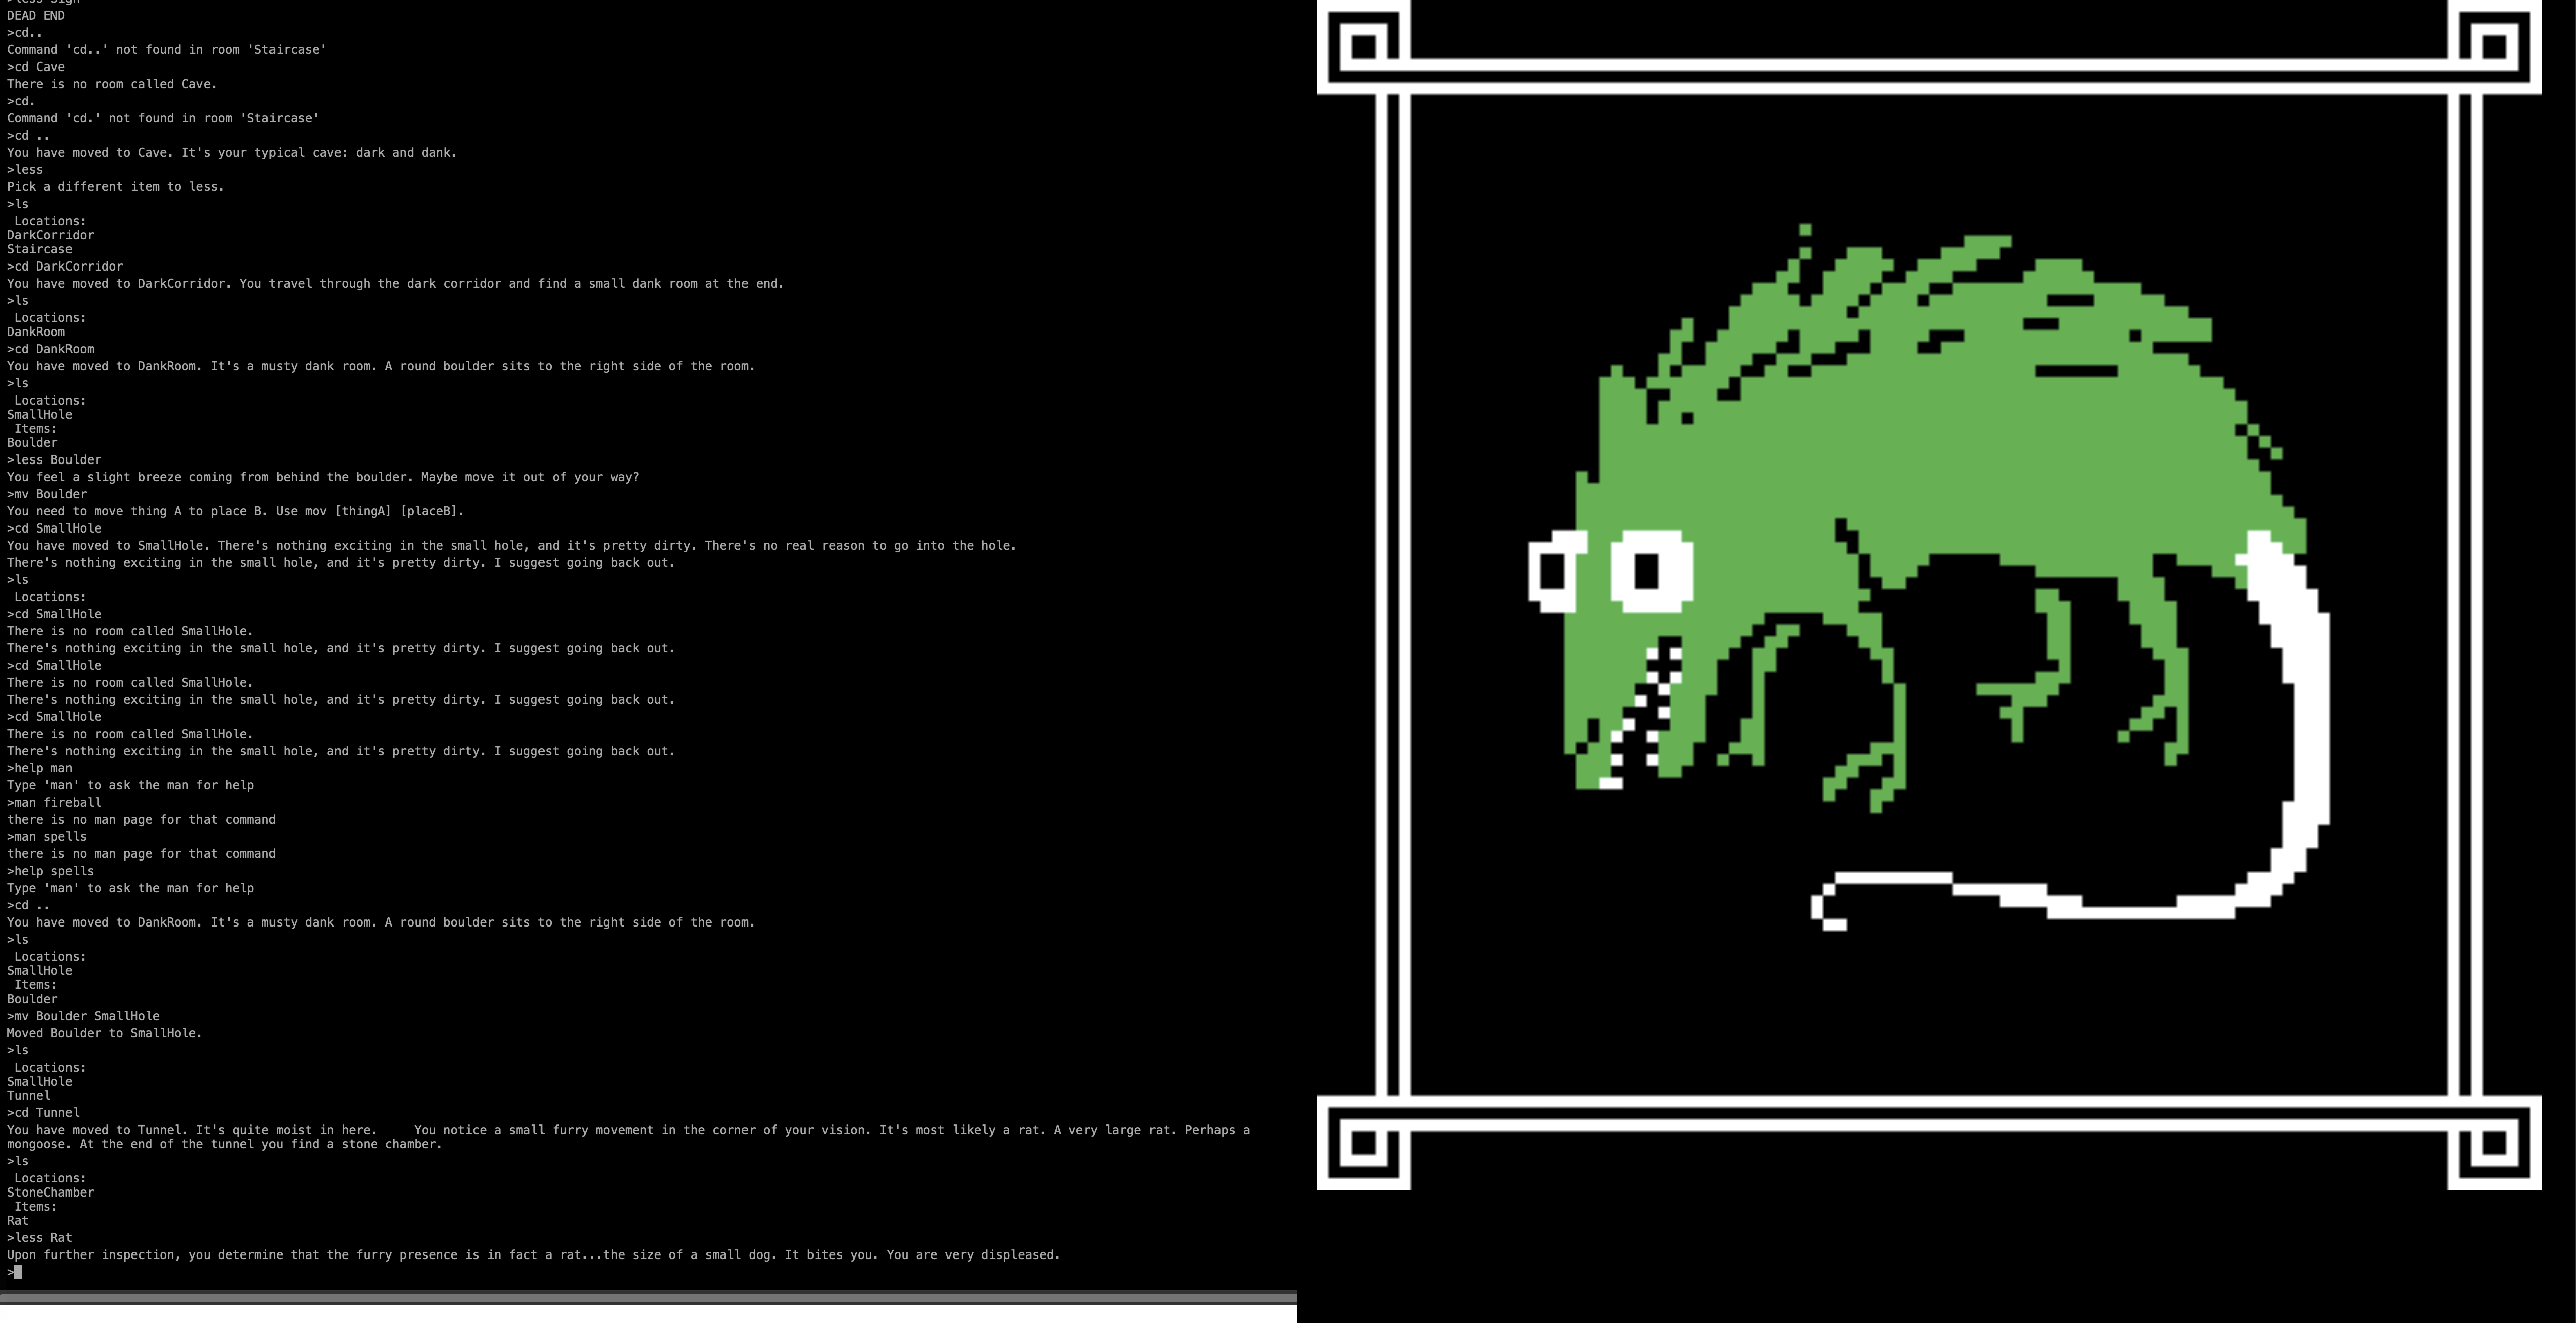 DEAD END
>cd..
Command 'cd..' not found in room 'Staircase'
>cd Cave
There is no room called Cave.
>cd.
Command 'cd.' not found in room 'Staircase'
>cd ..
You have moved to Cave. It's your typical cave: dark and dank.
>less
Pick a different item to less.
>ls
Locations:
DarkCorridor
Staircase
>cd DarkCorridor
You have moved to DarkCorridor. You travel through the dark corridor and find a small dank room at the end.
>ls
Locations:
DankRoom
>cd DankRoom
You have moved to DankRoom. It's a musty dank room. A round boulder sits to the right side of the room.
>ls
Locations:
SmallHole
Items:
Boulder
>less Boulder
You feel a slight breeze coming from behind the boulder. Maybe move it out of your way?
>mv Boulder
You need to move thing A to place B. Use mov [thingA] [placeB].
>cd SmallHole
You have moved to SmallHole. There's nothing exciting in the small hole, and it's pretty dirty. There's no real reason to go into the hole.
There's nothing exciting in the small hole, and it's pretty dirty. I suggest going back out.
>ls
Locations:
>cd SmallHole
There is no room called SmallHole.
There's nothing exciting in the small hole, and it's pretty dirty. I suggest going back out.
>cd SmallHole
There is no room called SmallHole.
There's nothing exciting in the small hole, and it's pretty dirty. I suggest going back out.
>cd SmallHole
There is no room called SmallHole.
There's nothing exciting in the small hole, and it's pretty dirty. I suggest going back out.
>help man
Type 'man' to ask the man for help
>man fireball
there is no man page for that command
>man spells
there is no man page for that command
>help spells
Type 'man' to ask the man for help
>cd ..
You have moved to DankRoom. It's a musty dank room. A round boulder sits to the right side of the room.
>ls
Locations:
SmallHole
Items:
Boulder
>mv Boulder SmallHole
Moved Boulder to SmallHole.
>ls
Locations:
SmallHole
Tunnel
>cd Tunnel
You have moved to Tunnel. It's quite moist in here.     You notice a small furry movement in the corner of your vision. It's most likely a rat. A very large rat. Perhaps a
mongoose. At the end of the tunnel you find a stone chamber.
>ls
Locations:
StoneChamber
Items:
Rat
>less Rat
Upon further inspection, you determine that the furry presence is in fact a rat...the size of a small dog. It bites you. You are very displeased.
>